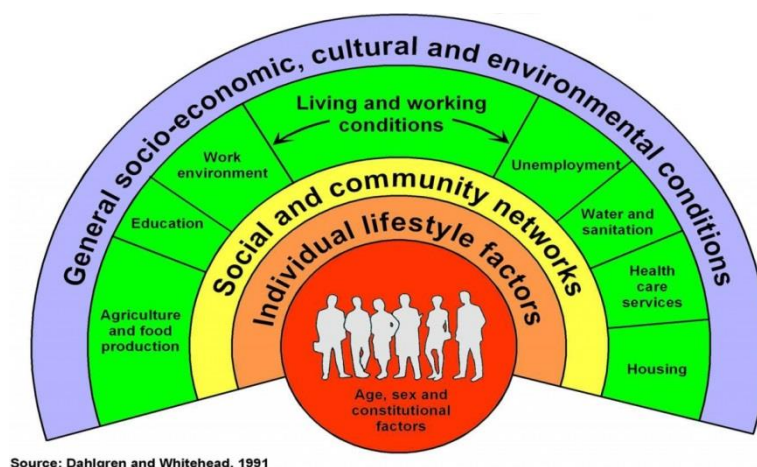 General socio-economic, cultural and environmental conditions
Living and working
conditions
Work
environment
Unemployment
Education
Water and
sanitation
Social and community networks
Individual lifestyle factors
Agriculture
and food
production
Health
care
services
Housing
Age, sex and
constitutional
factors
Source: Dahlgren and Whitehead, 1991